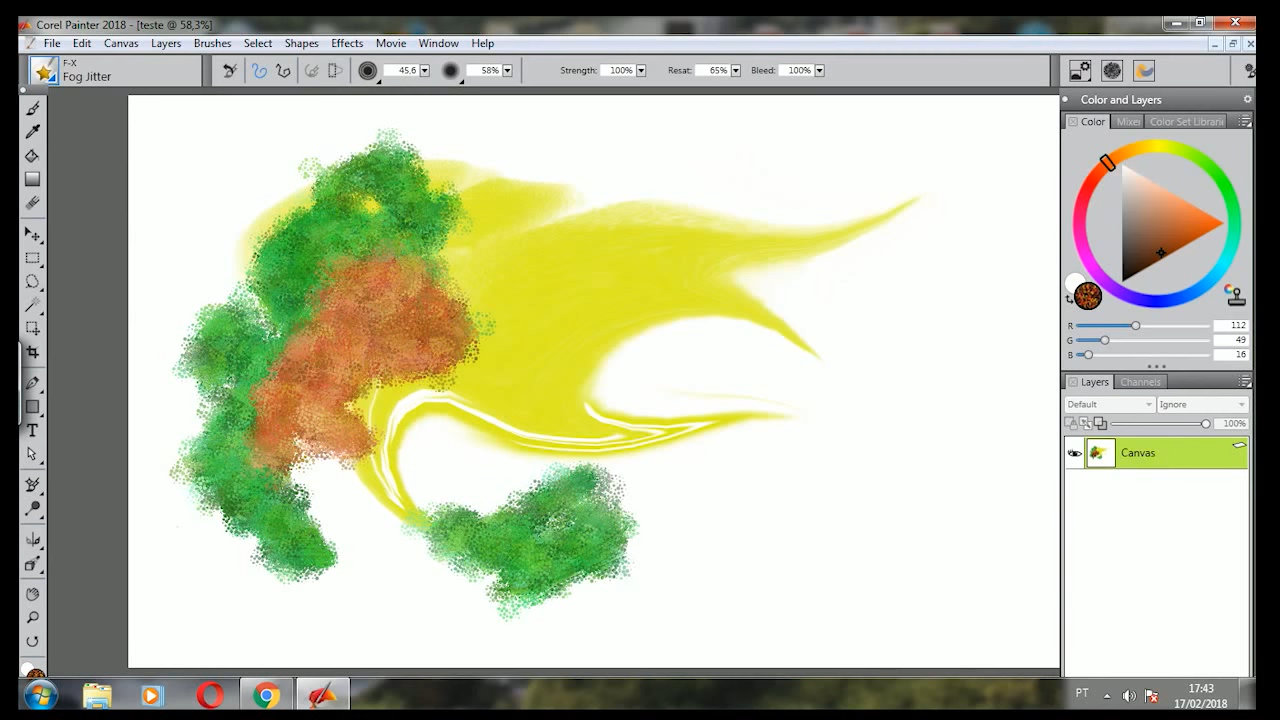 Corel Painter 2018 - [teste @ 58,3%]
File Edit Canvas Layers Brushes Select Shapes Effects Movie Window Help
F-X
Fog Jitter
45,6 58% Strength: 100% Resat: 65% Bleed: 100%
Color and Layers
Color Mixer Color Set Librari
R 112
G 49
B 16
Layers Channels
Default Ignore
100%
Canvas
T
PT
17:43
17/02/2018